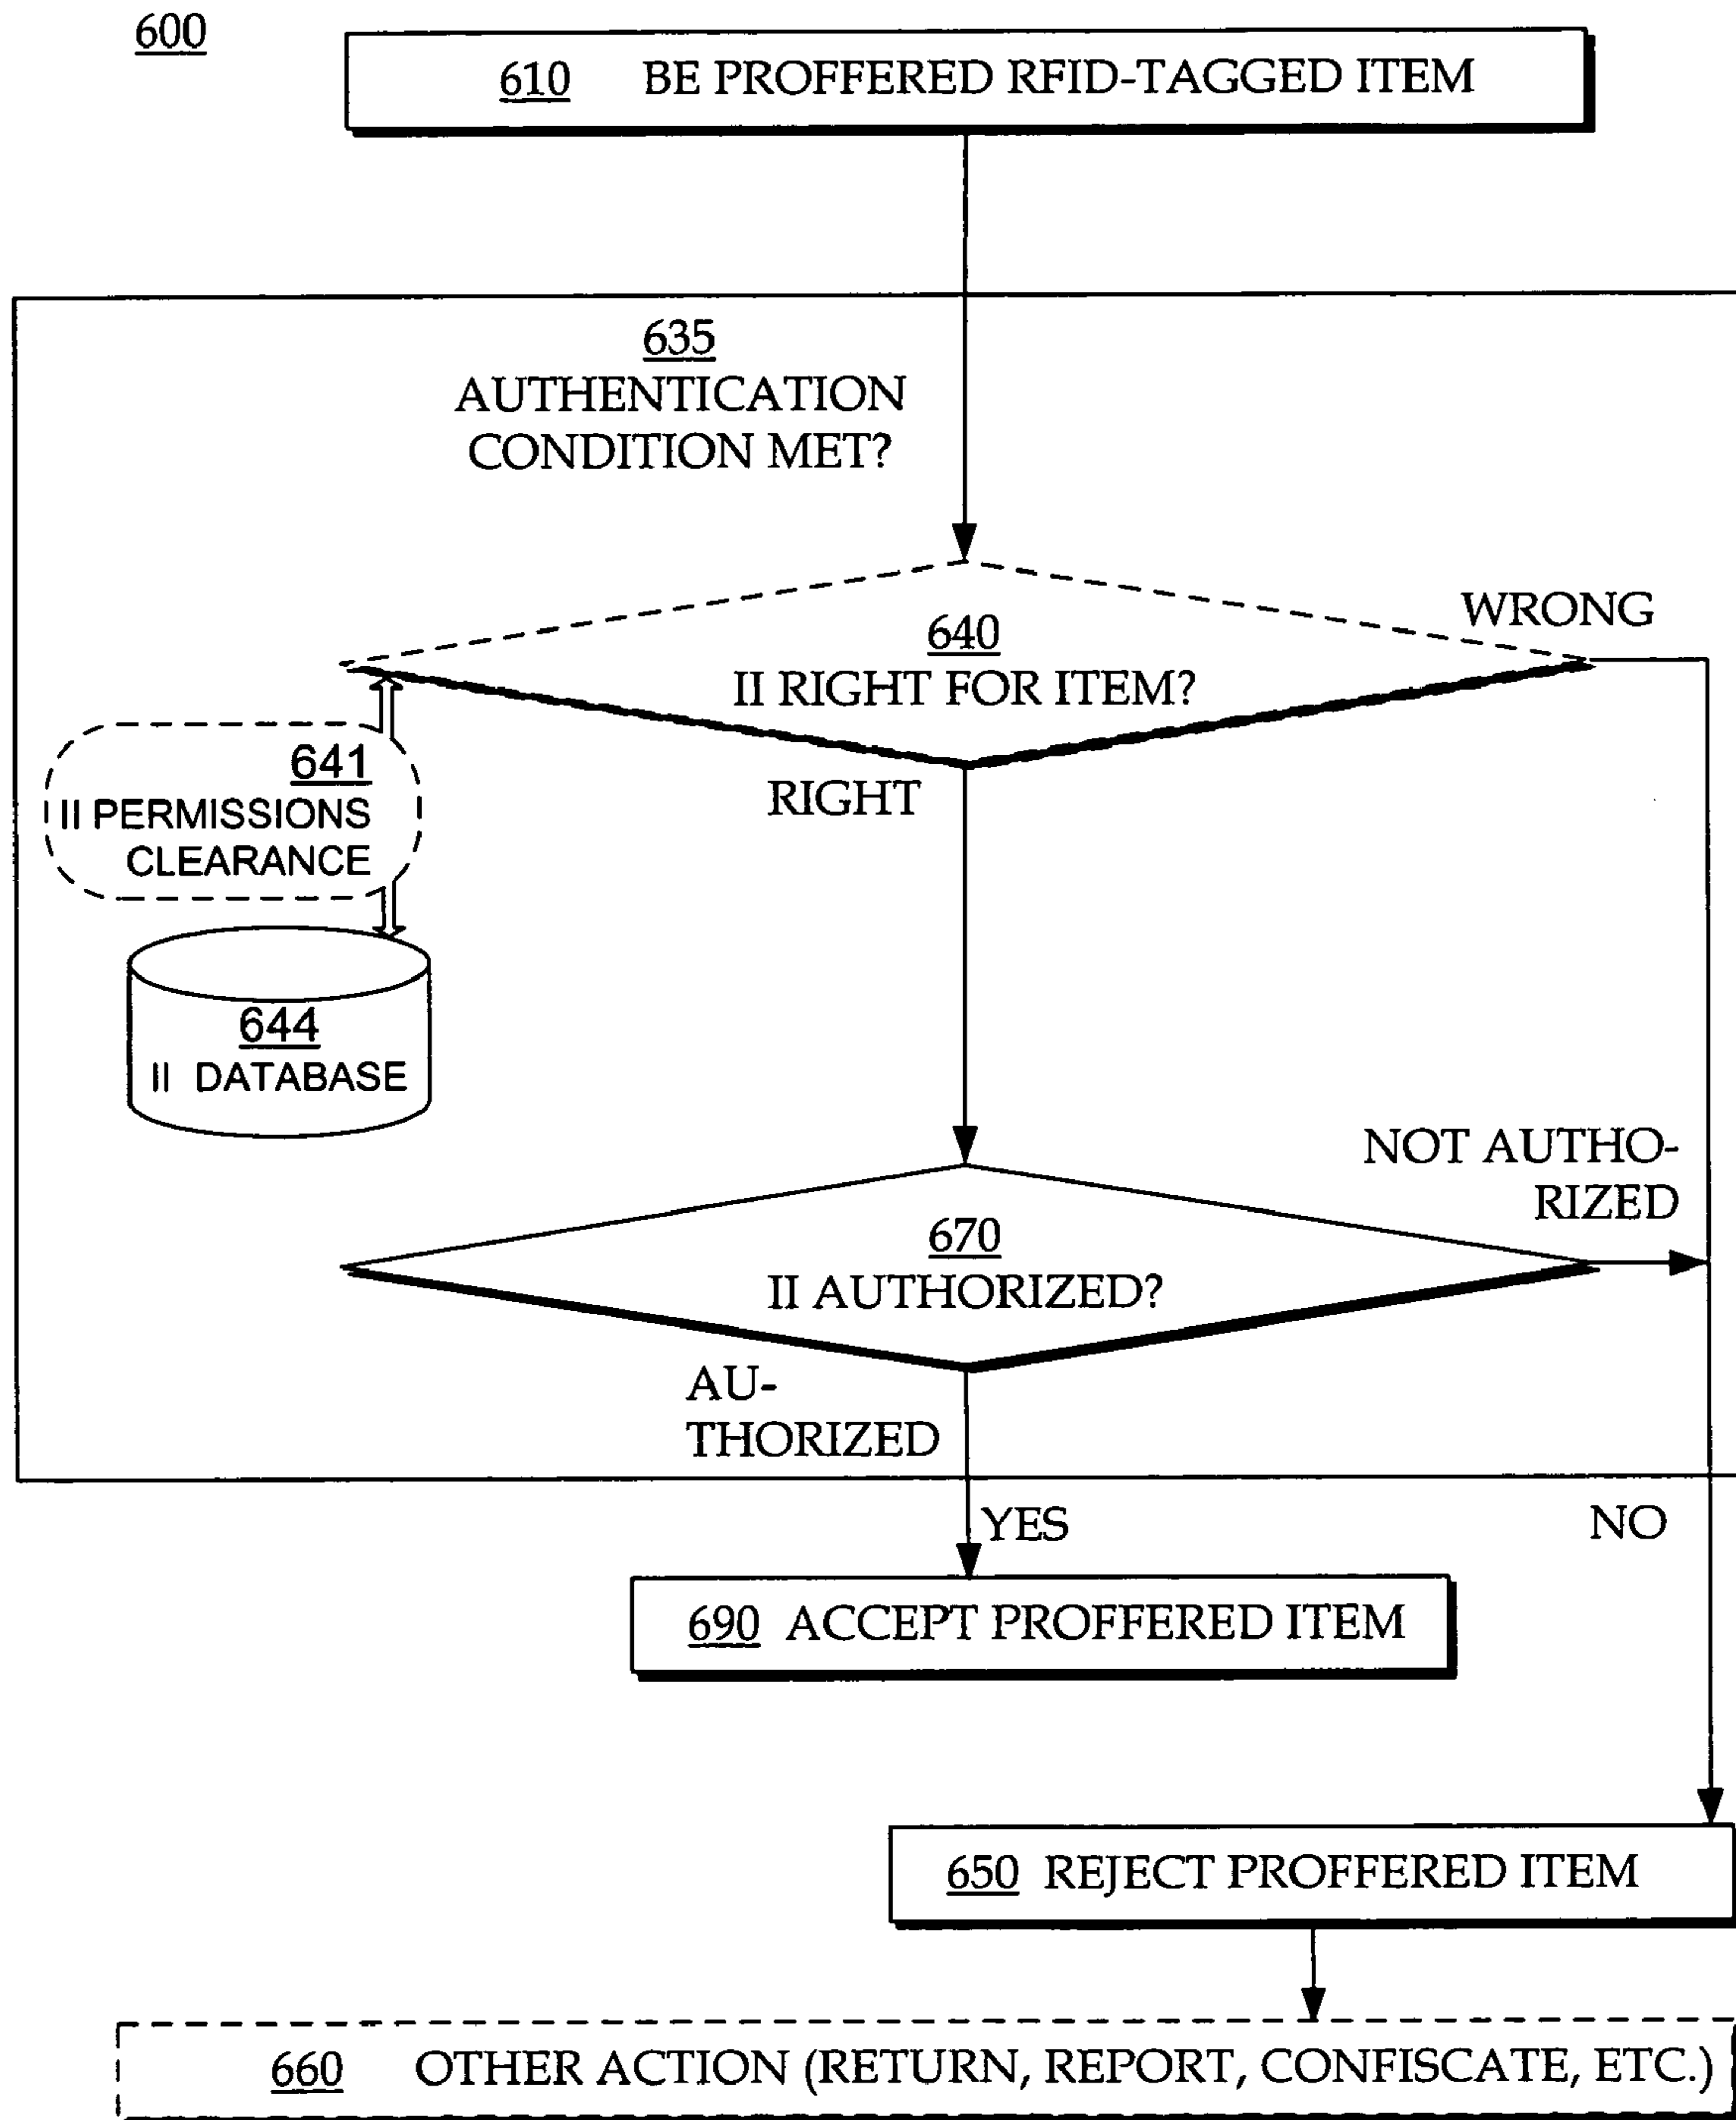 600
610 BE PROFFERED RFID-TAGGED ITEM
635
AUTHENTICATION
CONDITION MET?
WRONG
640
II RIGHT FOR ITEM?
RIGHT
641
II PERMISSIONS
CLEARANCE
644
II DATABASE
NOT AUTHO-
RIZED
670
II AUTHORIZED?
AU-
THORIZED
YES
NO
690 ACCEPT PROFFERED ITEM
650 REJECT PROFFERED ITEM
660 OTHER ACTION (RETURN, REPORT, CONFISCATE, ETC.)